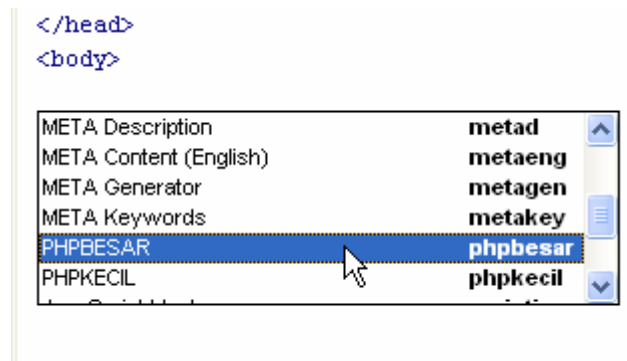 </head>
<body>
META Description metad
META Content (English) metaeng
META Generator metagen
META Keywords metakey
PHPBESAR phpbesar
PHPKECIL phpkecil